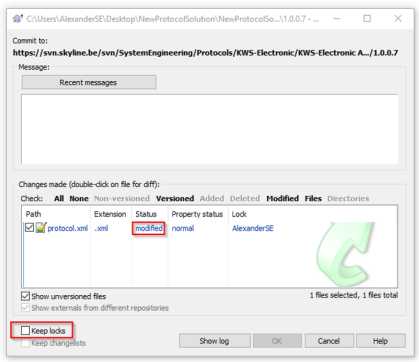 C:\Users\AlexanderSE\Desktop\NewProtocolSolution\NewProtocolSo...\1.0.0.7 - ...
Commit to:
https://svn.skyline.be/svn/SystemEngineering/Protocols/KWS-Electronic/KWS-Electronic A.../1.0.0.7
Message:
Recent messages
Changes made (double-click on file for diff):
Check: All None Non-versioned Versioned Added Deleted Modified Files Directories
Path Extension Status Property status Lock
protocol.xml .xml modified normal AlexanderSE
Show unversioned files 1 files selected, 1 files total
Show externals from different repositories
Keep locks
Keep changelists
Show log OK Cancel Help